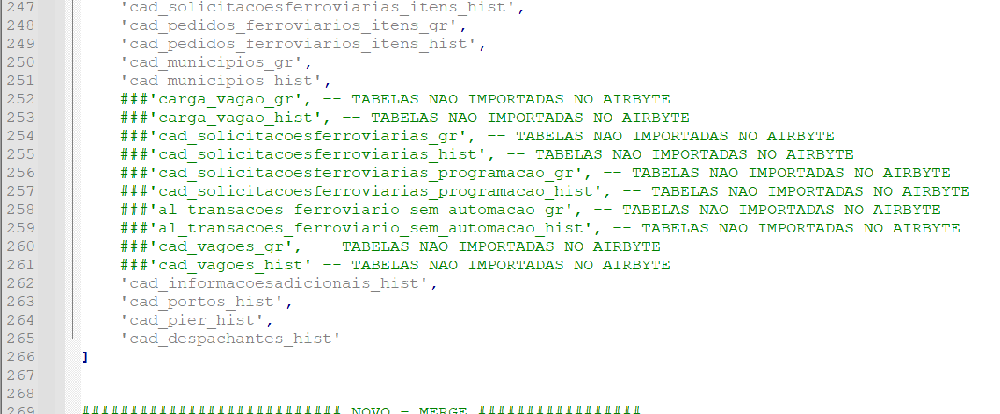 247 'cad_solicitacoesferroviarias_itens_hist',
248 'cad_pedidos_ferroviarios_itens_gr',
249 'cad_pedidos_ferroviarios_itens_hist',
250 'cad_municipios_gr',
251 'cad_municipios_hist',
252 ###'carga_vagao_gr', -- TABELAS NAO IMPORTADAS NO AIRBYTE
253 ###'carga_vagao_hist', -- TABELAS NAO IMPORTADAS NO AIRBYTE
254 ###'cad_solicitacoesferroviarias_gr', -- TABELAS NAO IMPORTADAS NO AIRBYTE
255 ###'cad_solicitacoesferroviarias_hist', -- TABELAS NAO IMPORTADAS NO AIRBYTE
256 ###'cad_solicitacoesferroviarias_programacao_gr', -- TABELAS NAO IMPORTADAS NO AIRBYTE
257 ###'cad_solicitacoesferroviarias_programacao_hist', -- TABELAS NAO IMPORTADAS NO AIRBYTE
258 ###'al_transacoes_ferroviario_sem_automacao_gr', -- TABELAS NAO IMPORTADAS NO AIRBYTE
259 ###'al_transacoes_ferroviario_sem_automacao_hist', -- TABELAS NAO IMPORTADAS NO AIRBYTE
260 ###'cad_vagoes_gr', -- TABELAS NAO IMPORTADAS NO AIRBYTE
261 ###'cad_vagoes_hist' -- TABELAS NAO IMPORTADAS NO AIRBYTE
262 'cad_informacoesadicionais_hist',
263 'cad_portos_hist',
264 'cad_pier_hist',
265 'cad_despachantes_hist'
266 ]
267
268
269 ########################### NOVO - MERGE #################